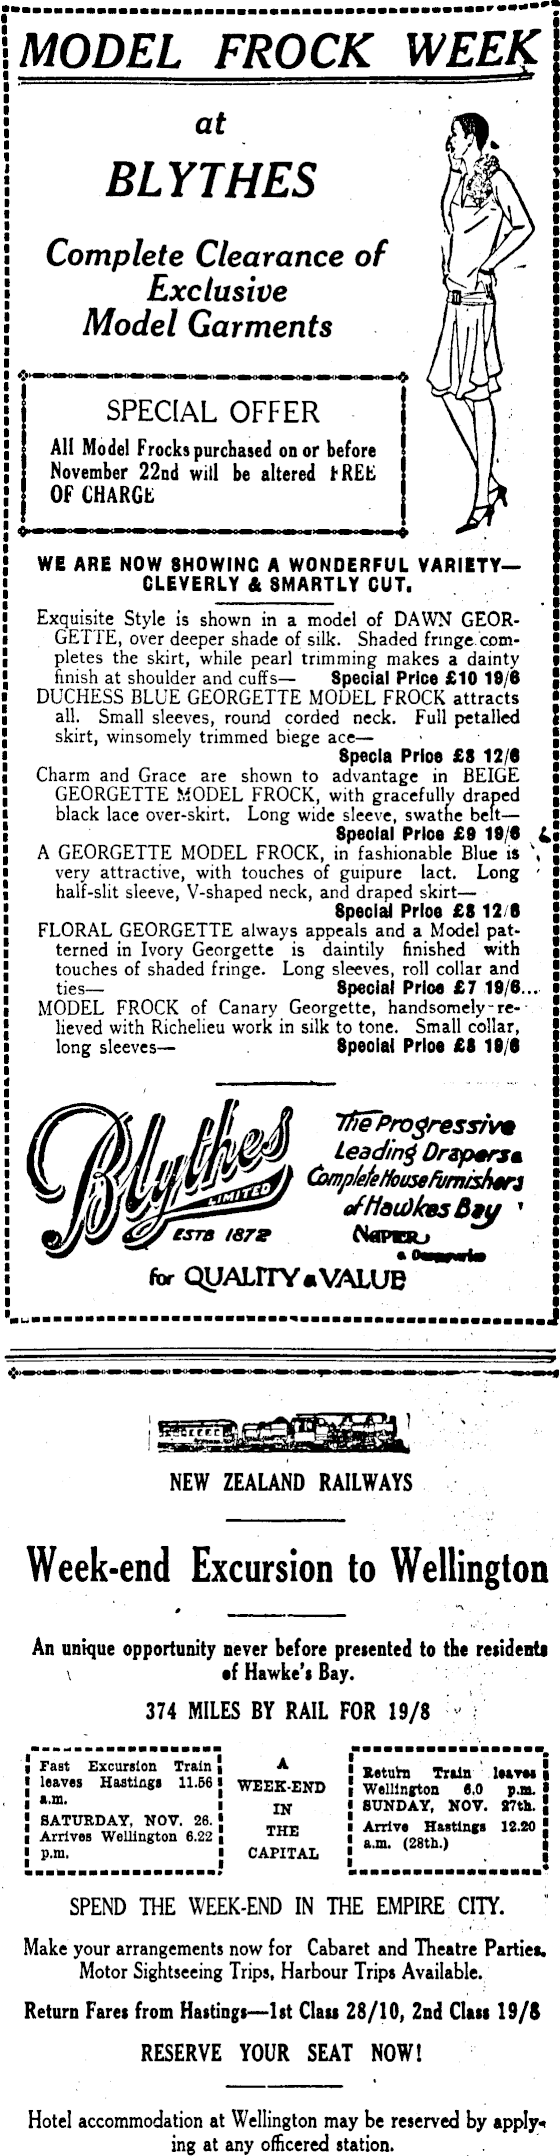 MODEL FROCK WEEK
at
BLYTHES
Complete Clearance of
Exclusive
Model Garments
SPECIAL OFFER
All Model Frocks purchased on or before
November 22nd will be altered FREE
OF CHARGE
WE ARE NOW SHOWING A WONDERFUL VARIETY—
CLEVERLY & SMARTLY CUT.
Exquisite Style is shown in a model of DAWN GEOR-
GETTE, over deeper shade of silk. Shaded fringe com-
pletes the skirt, while pearl trimming makes a dainty
finish at shoulder and cuffs— Special Price £10 19/6
DUCHESS BLUE GEORGETTE MODEL FROCK attracts
all. Small sleeves, round corded neck. Full petalled
skirt, winsomely trimmed biege ace—
Specia Price £8 12/6
Charm and Grace are shown to advantage in BEIGE
GEORGETTE MODEL FROCK, with gracefully draped
black lace over-skirt. Long wide sleeve, swathe belt—
Special Price £9 19/6
A GEORGETTE MODEL FROCK, in fashionable Blue is
very attractive, with touches of guipure lact. Long
half-slit sleeve, V-shaped neck, and draped skirt—
Special Price £8 12/6
FLORAL GEORGETTE always appeals and a Model pat-
terned in Ivory Georgette is daintily finished with
touches of shaded fringe. Long sleeves, roll collar and
ties— Special Price £7 19/6
MODEL FROCK of Canary Georgette, handsomely re-
lieved with Richelieu work in silk to tone. Small collar,
long sleeves— Special Price £8 19/6
Blythes
LIMITED
ESTB 1872
The Progressive
Leading Drapers &
Complete House Furnishers
of Hawkes Bay
NAPIER
for QUALITY & VALUE
NEW ZEALAND RAILWAYS
Week-end Excursion to Wellington
An unique opportunity never before presented to the residents
of Hawke's Bay.
374 MILES BY RAIL FOR 19/8
Fast Excursion Train
leaves Hastings 11.56
a.m.
SATURDAY, NOV. 26.
Arrives Wellington 6.22
p.m.
A
WEEK-END
IN
THE
CAPITAL
Return Train leaves
Wellington 6.0 p.m.
SUNDAY, NOV. 27th.
Arrive Hastings 12.20
a.m. (28th.)
SPEND THE WEEK-END IN THE EMPIRE CITY.
Make your arrangements now for Cabaret and Theatre Parties.
Motor Sightseeing Trips, Harbour Trips Available.
Return Fares from Hastings—1st Class 28/10, 2nd Class 19/8
RESERVE YOUR SEAT NOW!
Hotel accommodation at Wellington may be reserved by apply-
ing at any officered station.